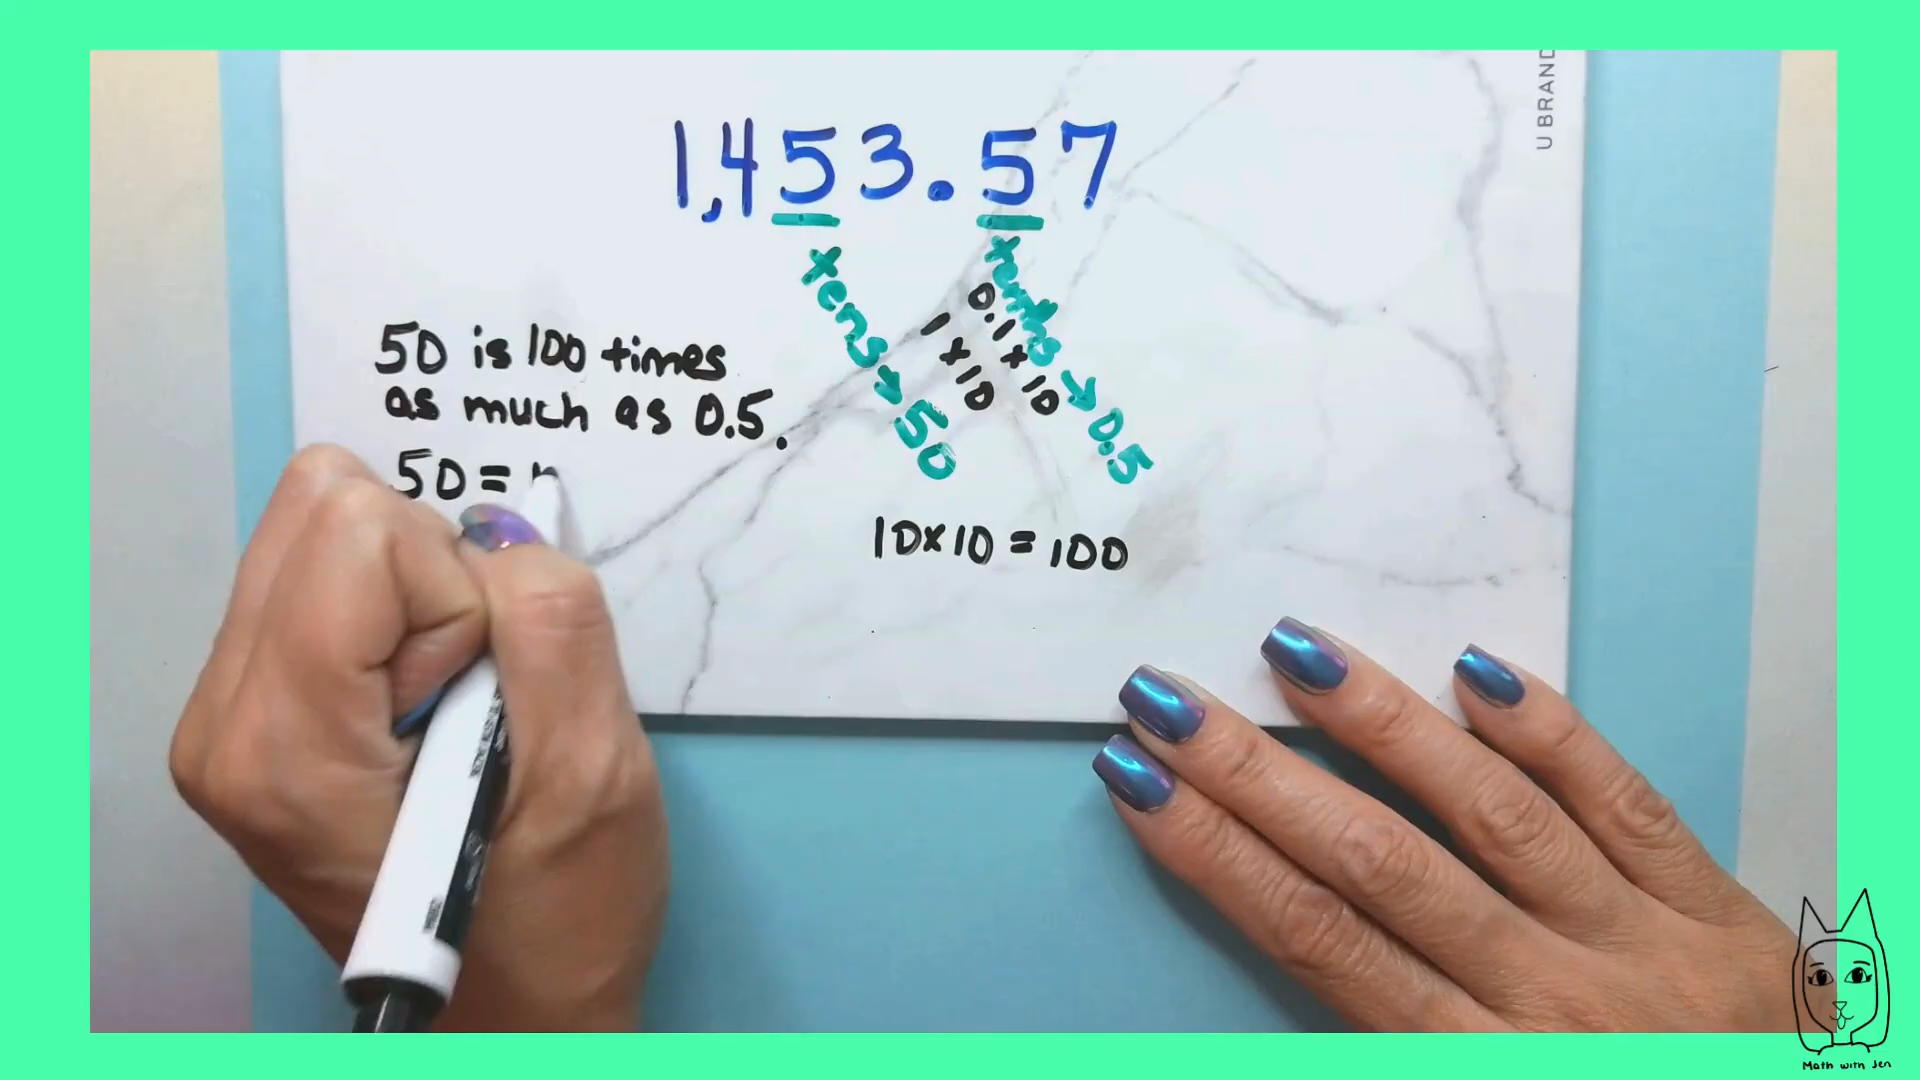 U BRAND
1,453.57
tens → 50
tenths → 0.5
1 × 10
0.1 × 10
50 is 100 times
as much as 0.5.
50 =
10×10 = 100
Math with Jen